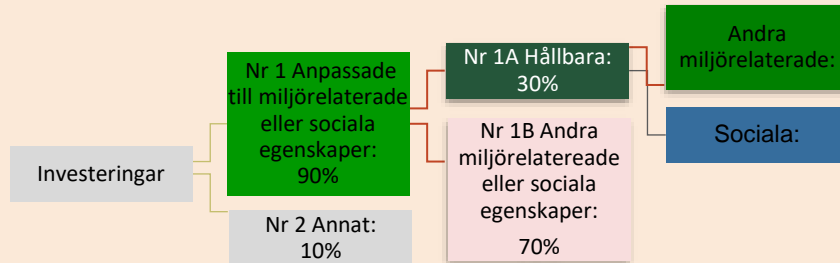 Investeringar
Nr 1 Anpassade
till miljörelaterade
eller sociala
egenskaper:
90%
Nr 2 Annat:
10%
Nr 1A Hållbara:
30%
Nr 1B Andra
miljörelatereade
eller sociala
egenskaper:
70%
Andra
miljörelaterade:
Sociala: